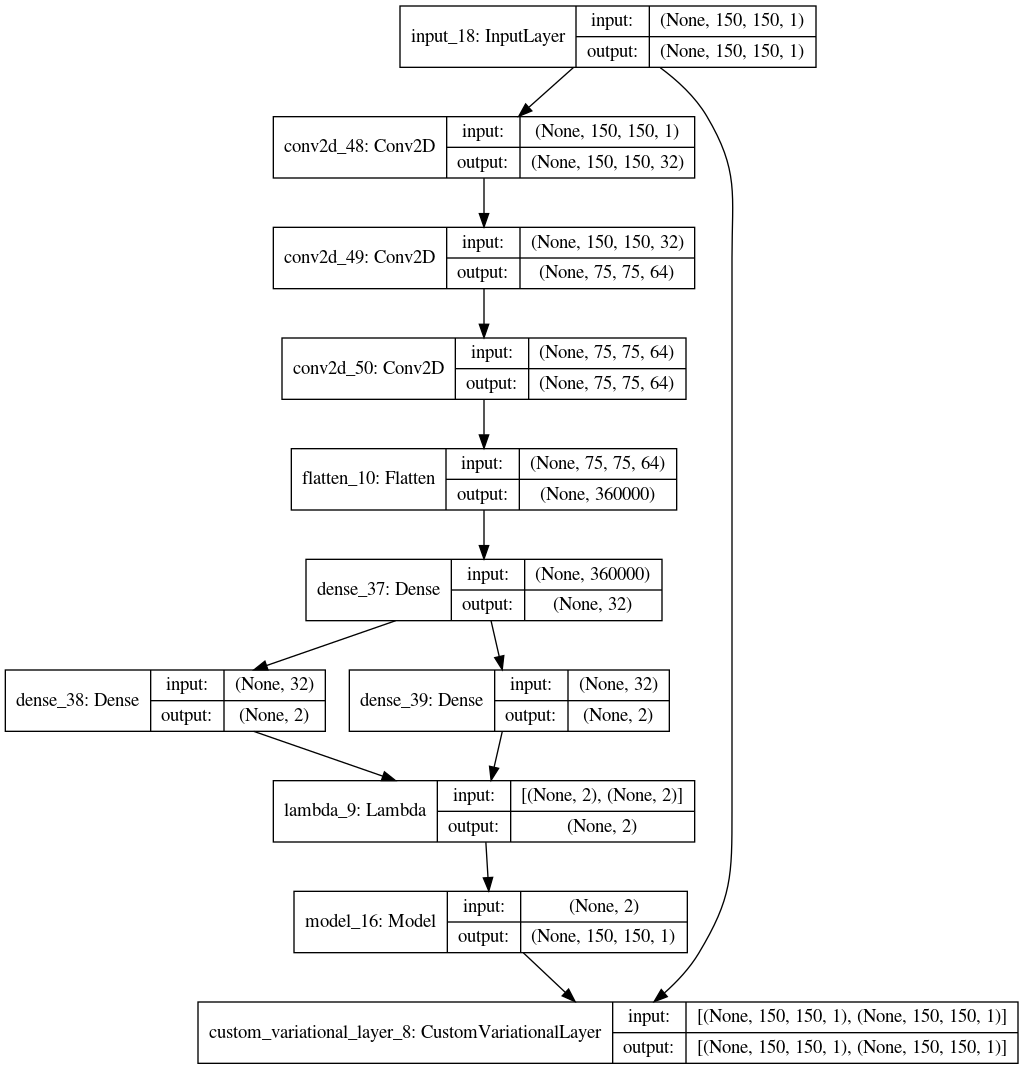 input_18: InputLayer
input: (None, 150, 150, 1)
output: (None, 150, 150, 1)
conv2d_48: Conv2D
input: (None, 150, 150, 1)
output: (None, 150, 150, 32)
conv2d_49: Conv2D
input: (None, 150, 150, 32)
output: (None, 75, 75, 64)
conv2d_50: Conv2D
input: (None, 75, 75, 64)
output: (None, 75, 75, 64)
flatten_10: Flatten
input: (None, 75, 75, 64)
output: (None, 360000)
dense_37: Dense
input: (None, 360000)
output: (None, 32)
dense_38: Dense
input: (None, 32)
output: (None, 2)
dense_39: Dense
input: (None, 32)
output: (None, 2)
lambda_9: Lambda
input: [(None, 2), (None, 2)]
output: (None, 2)
model_16: Model
input: (None, 2)
output: (None, 150, 150, 1)
custom_variational_layer_8: CustomVariationalLayer
input: [(None, 150, 150, 1), (None, 150, 150, 1)]
output: [(None, 150, 150, 1), (None, 150, 150, 1)]